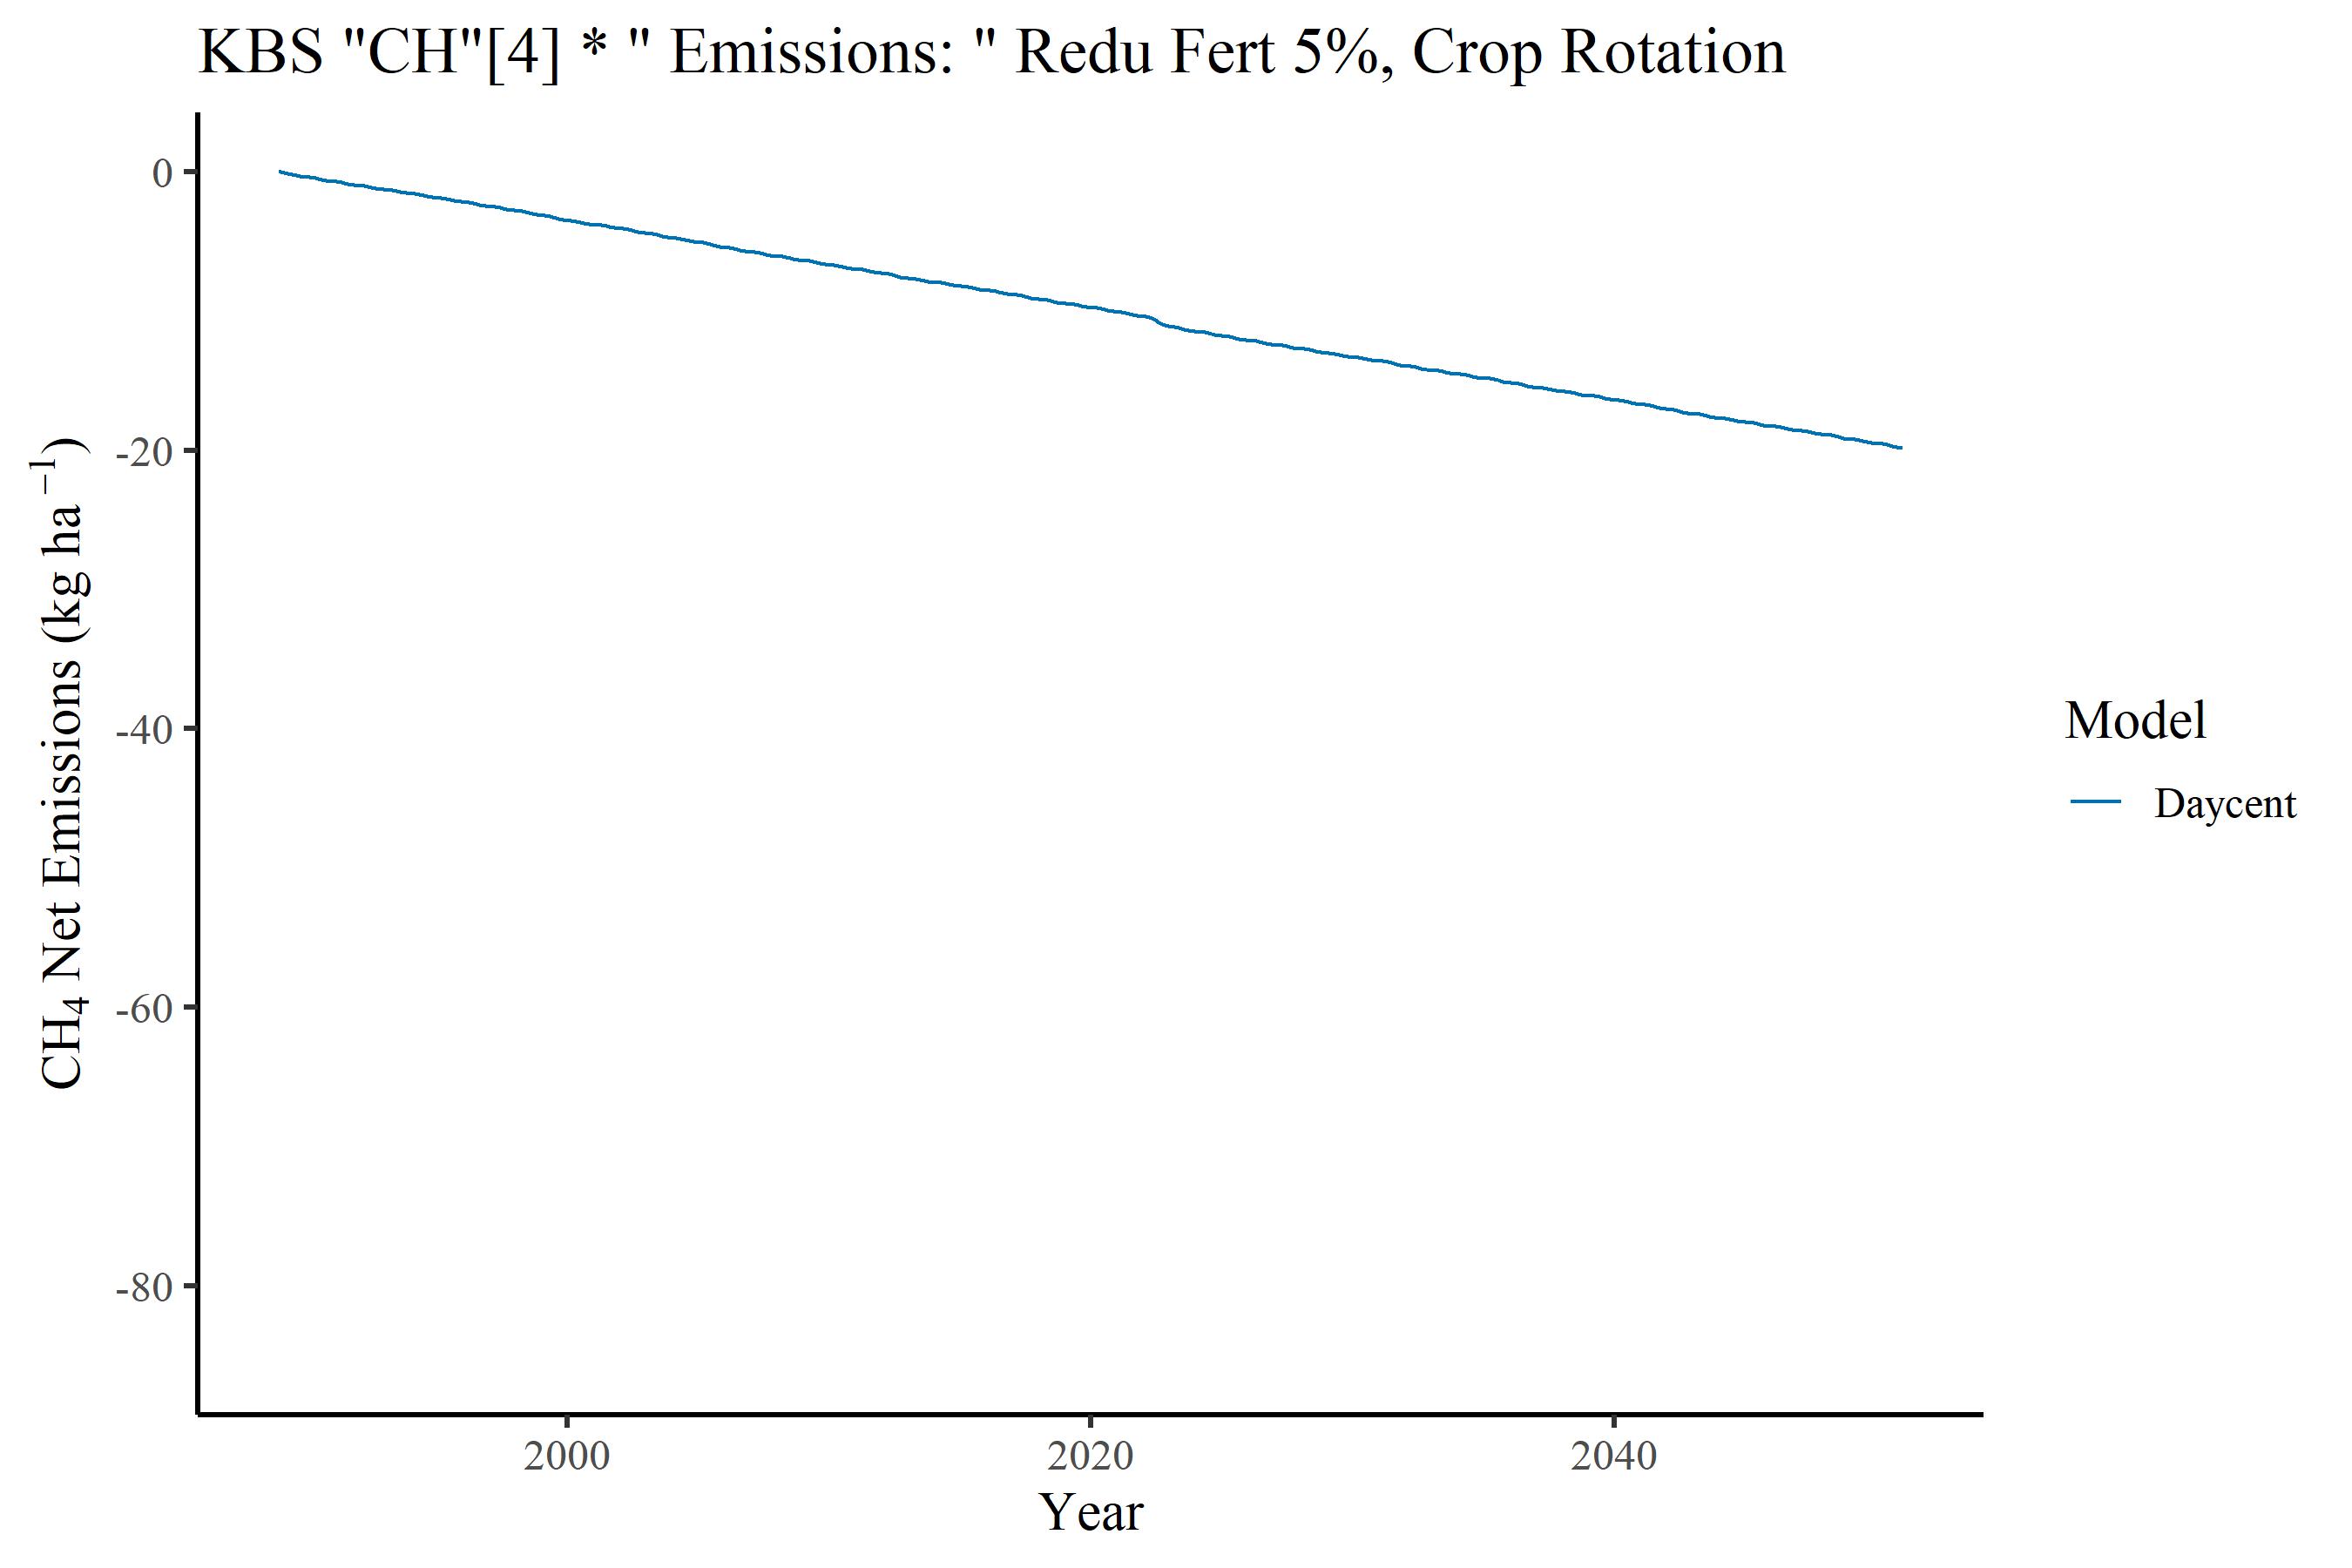 KBS "CH"[4] * " Emissions: " Redu Fert 5%, Crop Rotation
CH₄ Net Emissions (kg ha⁻¹)
0
-20
-40
-60
-80
2000 2020 2040
Year
Model
Daycent